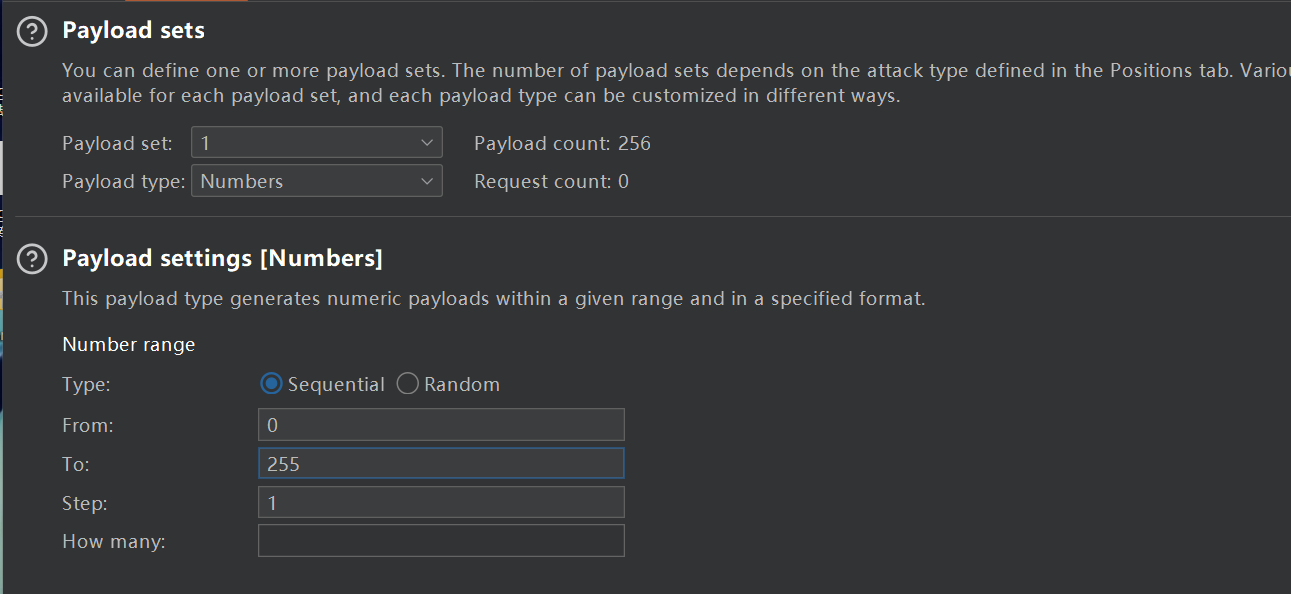 Payload sets
You can define one or more payload sets. The number of payload sets depends on the attack type defined in the Positions tab.
available for each payload set, and each payload type can be customized in different ways.
Payload set: 1 Payload count: 256
Payload type: Numbers Request count: 0
Payload settings [Numbers]
This payload type generates numeric payloads within a given range and in a specified format.
Number range
Type: Sequential Random
From: 0
To: 255
Step: 1
How many: